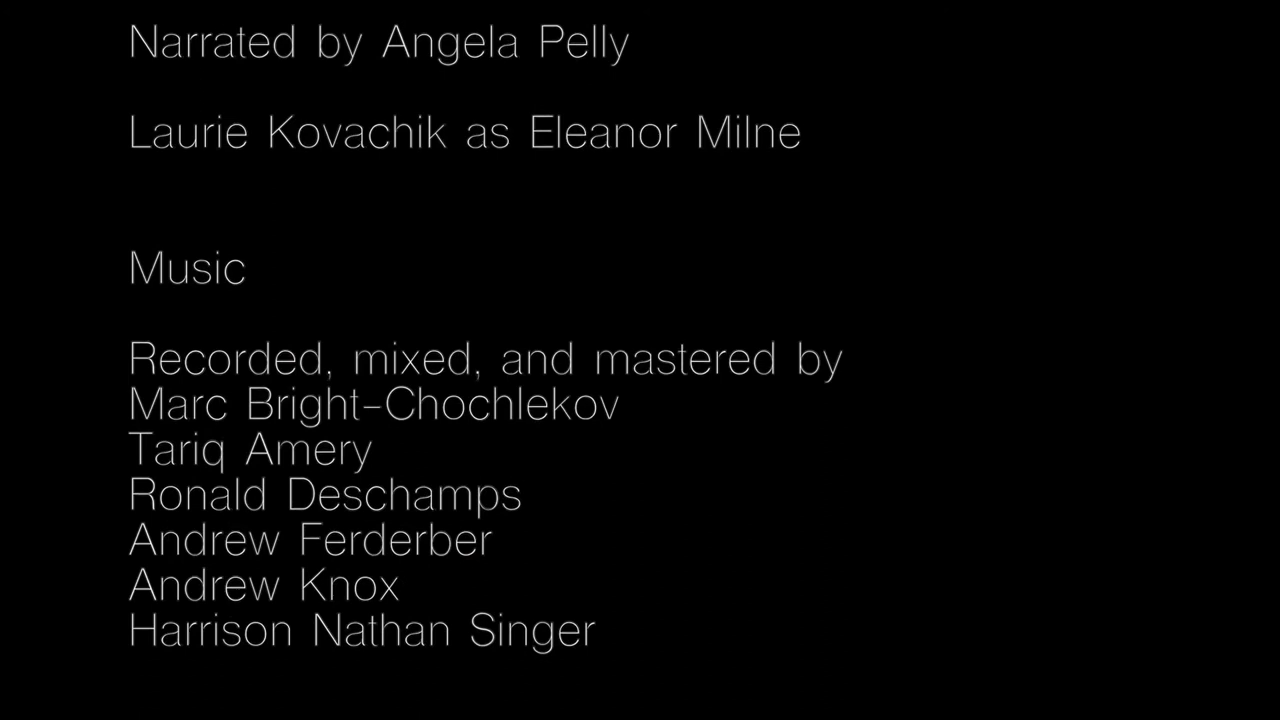 Narrated by Angela Pelly
Laurie Kovachik as Eleanor Milne
Music
Recorded, mixed, and mastered by
Marc Bright-Chochlekov
Tariq Amery
Ronald Deschamps
Andrew Ferderber
Andrew Knox
Harrison Nathan Singer